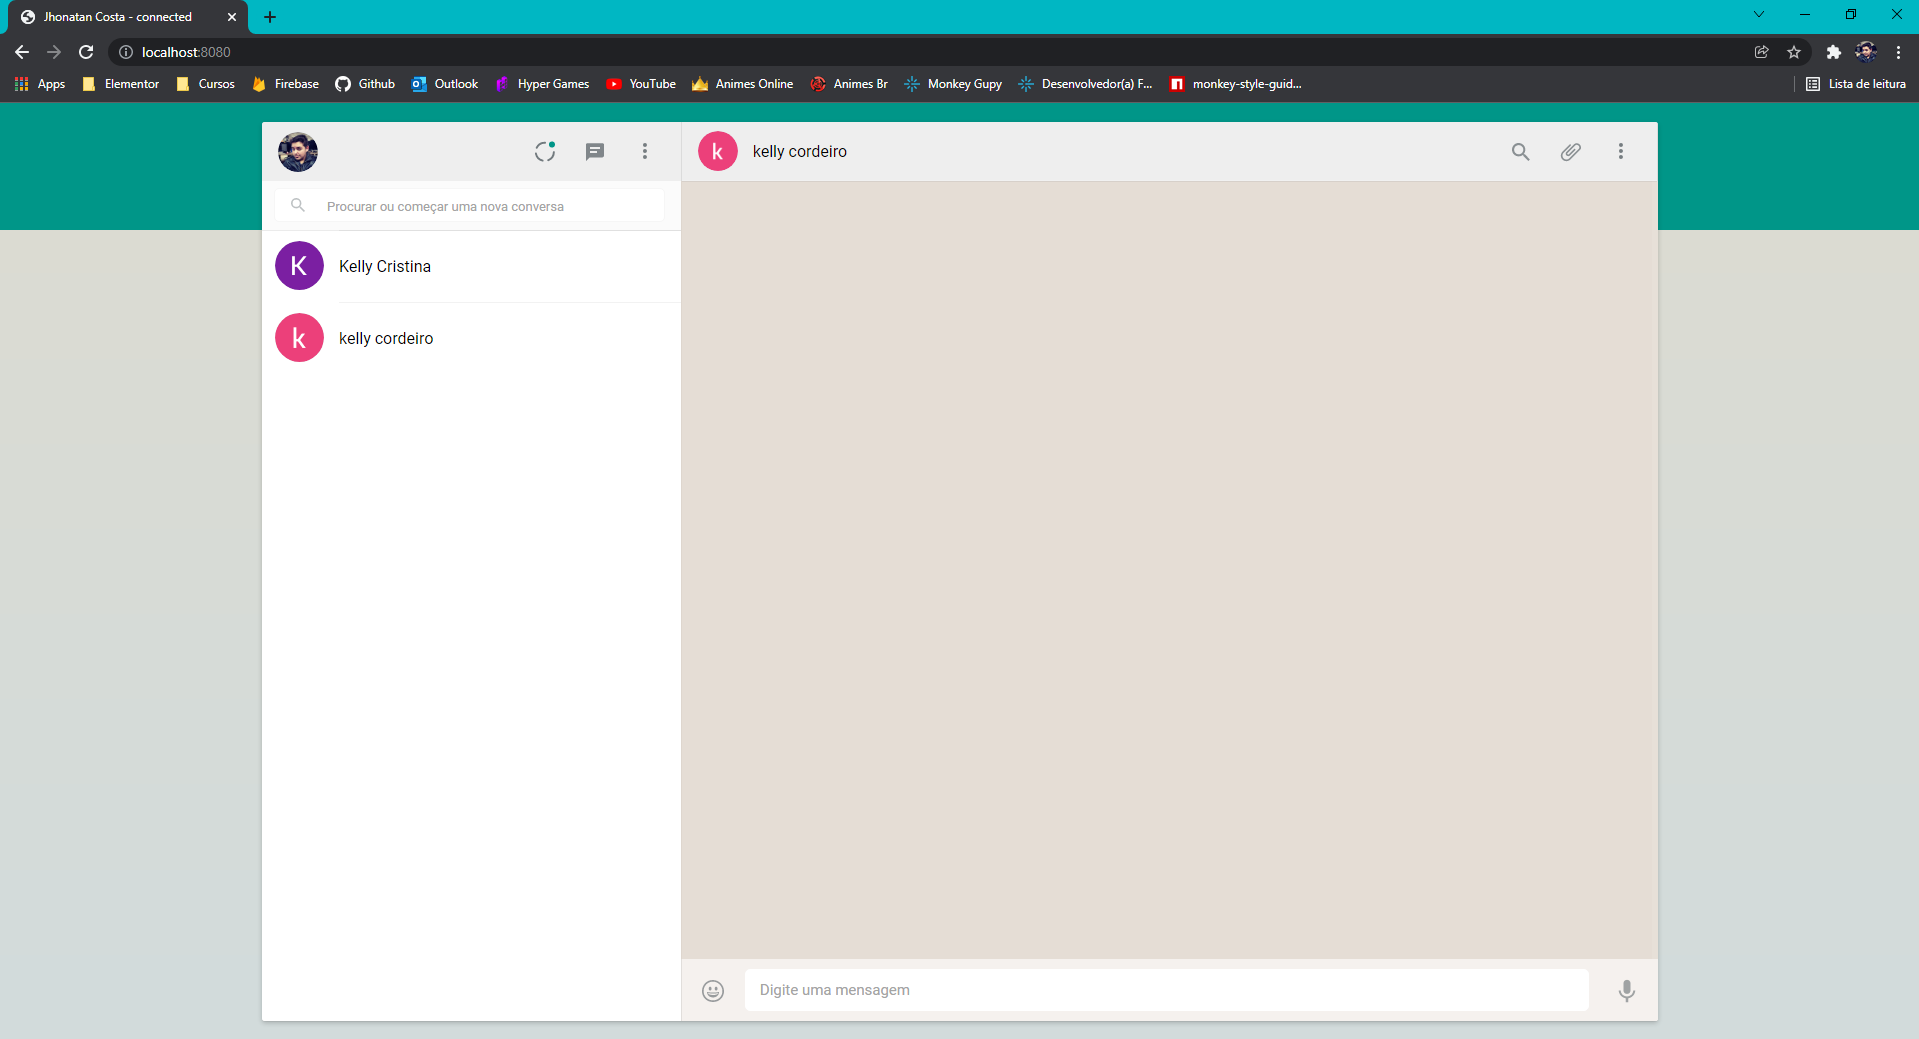 Jhonatan Costa - connected
localhost:8080
Apps Elementor Cursos Firebase Github Outlook Hyper Games YouTube Animes Online Animes Br Monkey Gupy Desenvolvedor(a) F... monkey-style-guid... Lista de leitura
k kelly cordeiro
Procurar ou começar uma nova conversa
K Kelly Cristina
k kelly cordeiro
Digite uma mensagem